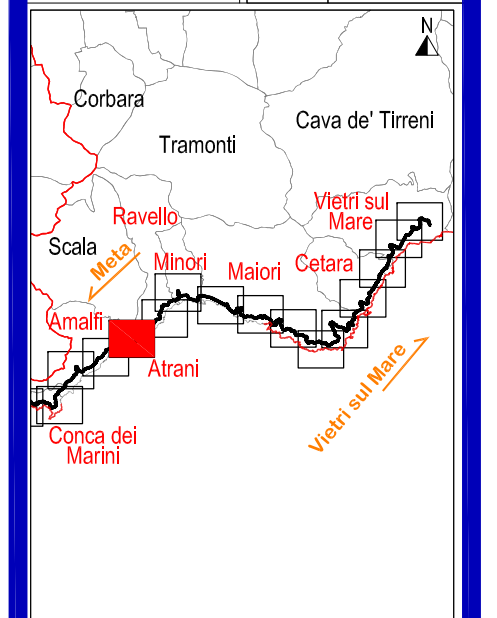 N
Corbara
Cava de' Tirreni
Tramonti
Vietri sul
Mare
Ravello
Scala
Meta
Minori
Maiori
Cetara
Amalfi
Atrani
Vietri sul Mare
Conca dei
Marini